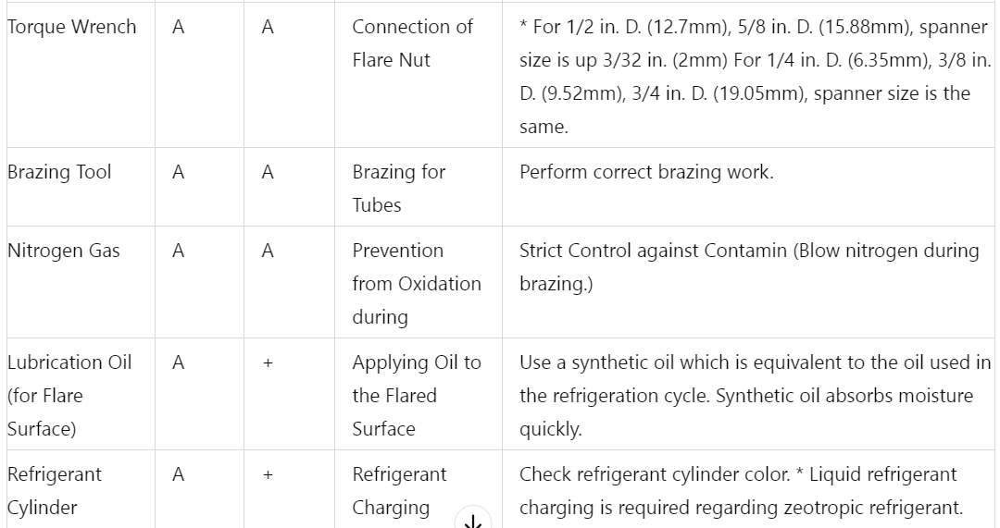 Torque Wrench A A Connection of * For 1/2 in. D. (12.7mm), 5/8 in. D. (15.88mm), spanner
Flare Nut size is up 3/32 in. (2mm) For 1/4 in. D. (6.35mm), 3/8 in.
D. (9.52mm), 3/4 in. D. (19.05mm), spanner size is the
same.
Brazing Tool A A Brazing for Perform correct brazing work.
Tubes
Nitrogen Gas A A Prevention Strict Control against Contamin (Blow nitrogen during
from Oxidation brazing.)
during
Lubrication Oil A + Applying Oil to Use a synthetic oil which is equivalent to the oil used in
(for Flare the Flared the refrigeration cycle. Synthetic oil absorbs moisture
Surface) Surface quickly.
Refrigerant A + Refrigerant Check refrigerant cylinder color. * Liquid refrigerant
Cylinder Charging charging is required regarding zeotropic refrigerant.